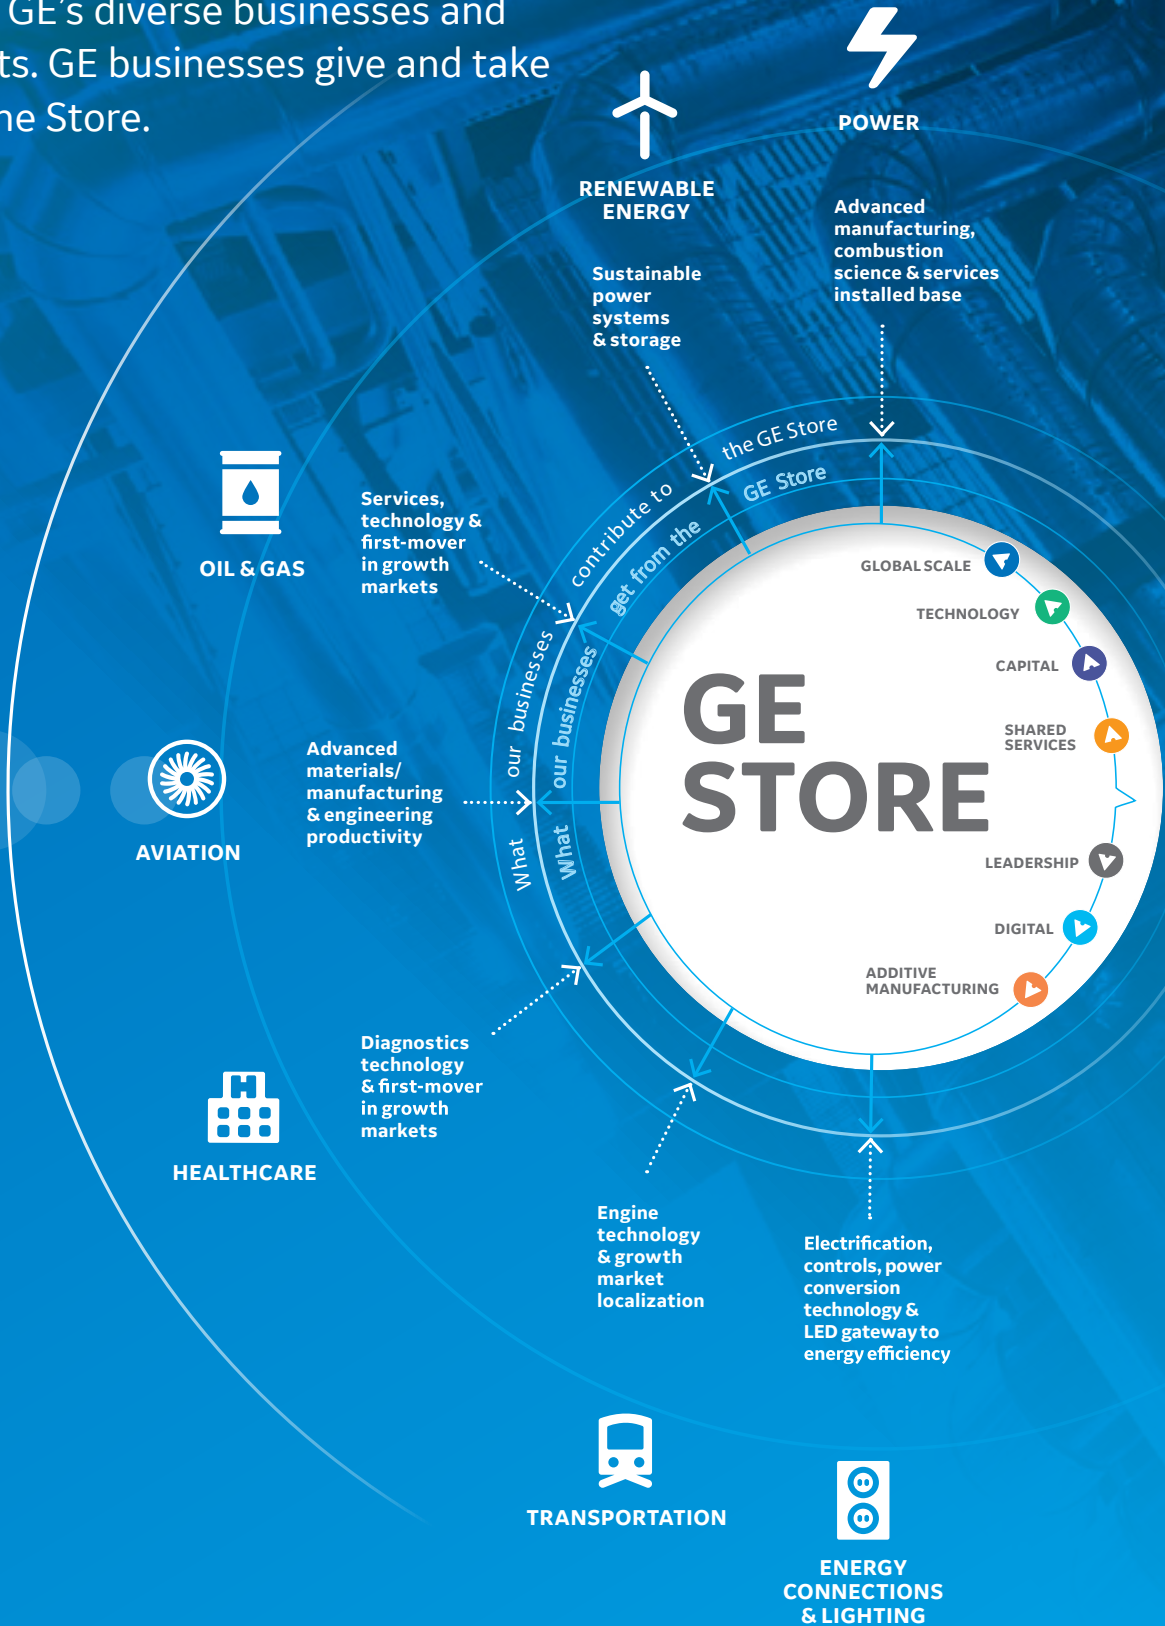 GE's diverse businesses and
ts. GE businesses give and take
he Store.
POWER
RENEWABLE
ENERGY
Advanced
manufacturing,
combustion
science & services
installed base
Sustainable
power
systems
& storage
What our businesses contribute to the GE Store
What our businesses get from the GE Store
OIL & GAS
Services,
technology &
first-mover
in growth
markets
GLOBAL SCALE
TECHNOLOGY
CAPITAL
SHARED
SERVICES
GE
STORE
LEADERSHIP
DIGITAL
ADDITIVE
MANUFACTURING
AVIATION
Advanced
materials/
manufacturing
& engineering
productivity
HEALTHCARE
Diagnostics
technology
& first-mover
in growth
markets
Engine
technology
& growth
market
localization
TRANSPORTATION
Electrification,
controls, power
conversion
technology &
LED gateway to
energy efficiency
ENERGY
CONNECTIONS
& LIGHTING